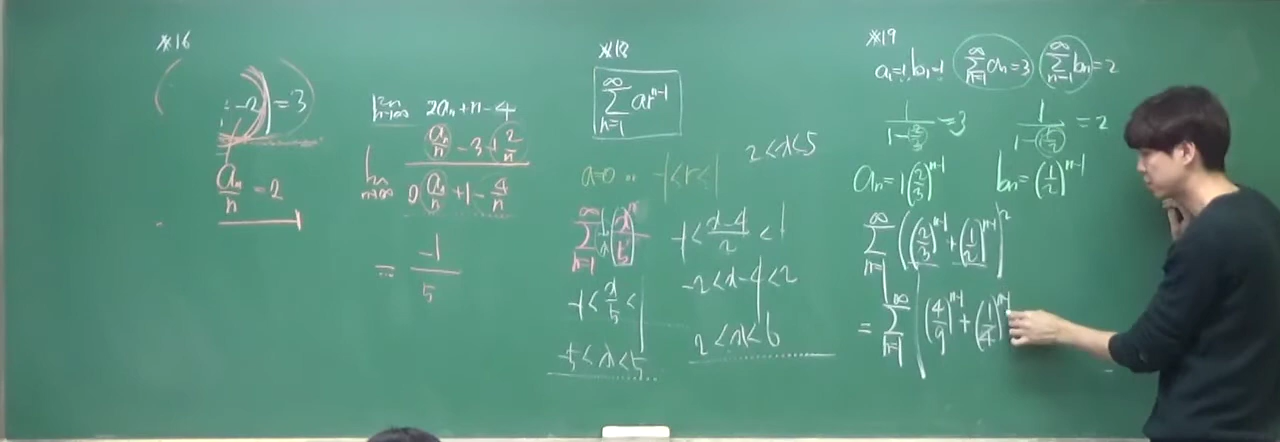 ※16
( -2) = 3
aₙ/n = 2
lim n→∞ 2aₙ+n-4
lim n→∞ (aₙ/n - 3 + 2/n) / (2 aₙ/n + 1 - 4/n)
= -1/5
※18
∑_{n=1}^{∞} ar^{n-1}
2<x<5
a=0 -1<r<1
∑_{n=1}^{∞} (x/5)^n
-1 < x/5 < 1
-5<x<5
-1 < (x-4)/2 < 1
-2<x-4<2
2<x<6
※19
a₁=1, b₁=1 ∑_{n=1}^{∞} aₙ=3 ∑_{n=1}^{∞} bₙ=2
1/(1-2/3) = 3 1/(1-1/2) = 2
aₙ = 1(2/3)^{n-1} bₙ = (1/2)^{n-1}
∑_{n=1}^{∞} ((2/3)^{n-1} + (1/2)^{n-1})²
= ∑_{n=1}^{∞} ((4/9)^{n-1} + (1/4)^{n-1}